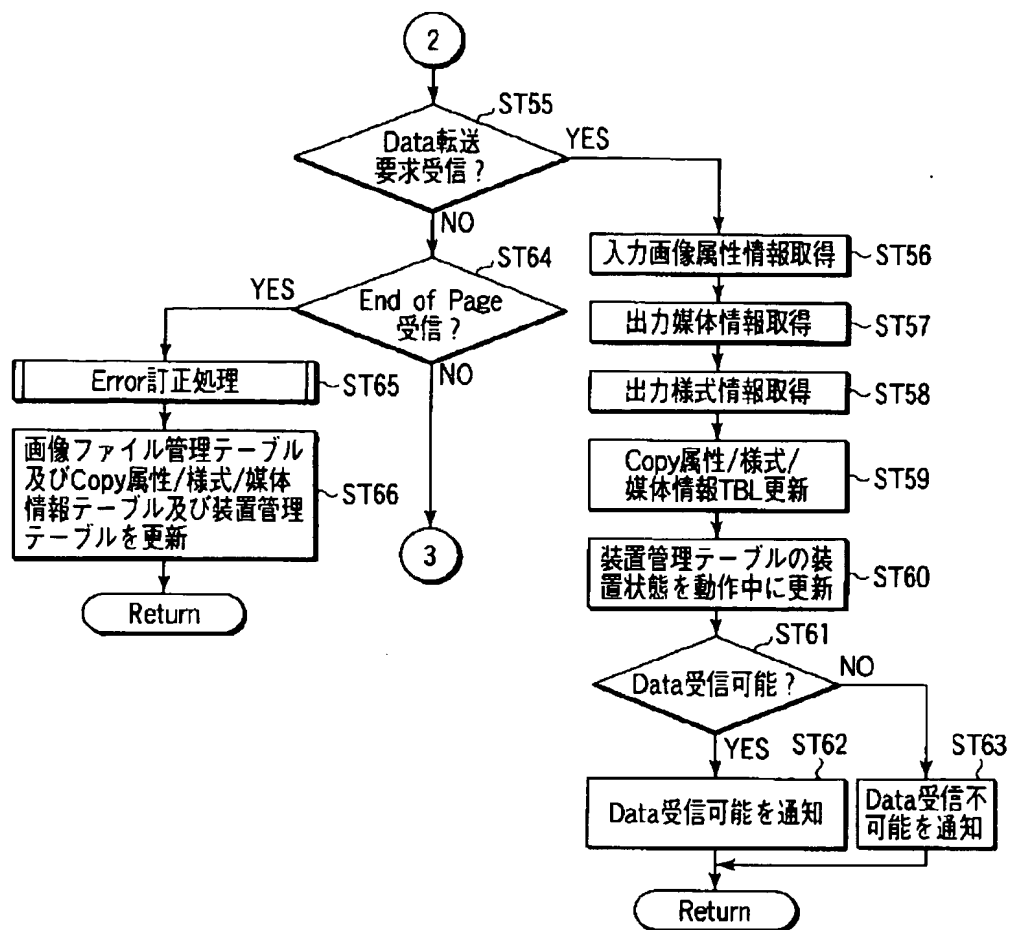 2
ST55
Data転送
要求受信？
YES
NO
ST64
End of Page
受信？
YES
NO
Error訂正処理
ST65
画像ファイル管理テーブル
及びCopy属性/様式/媒体
情報テーブル及び装置管理
テーブルを更新
ST66
Return
3
入力画像属性情報取得
ST56
出力媒体情報取得
ST57
出力様式情報取得
ST58
Copy属性/様式/
媒体情報TBL更新
ST59
装置管理テーブルの装
置状態を動作中に更新
ST60
ST61
Data受信可能？
NO
YES
ST62
Data受信可能を通知
ST63
Data受信不
可能を通知
Return